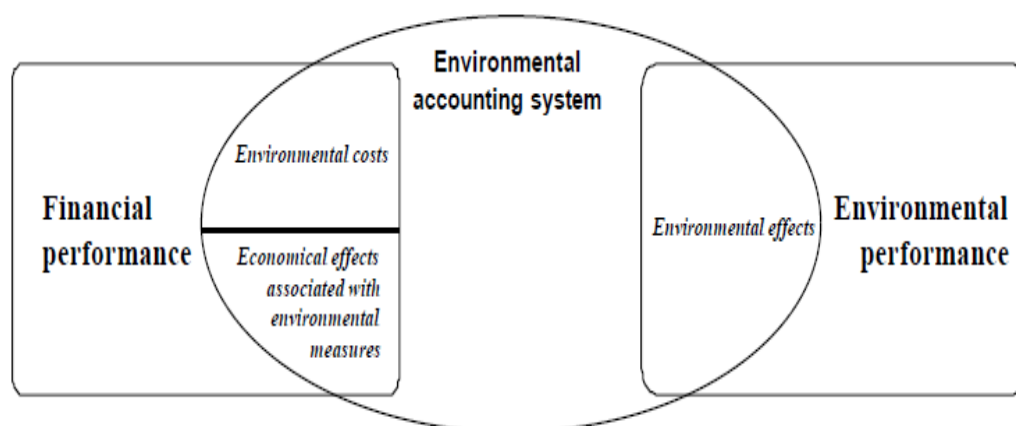 Environmental
accounting system
Environmental costs
Financial
performance
Economical effects
associated with
environmental
measures
Environmental effects
Environmental
performance